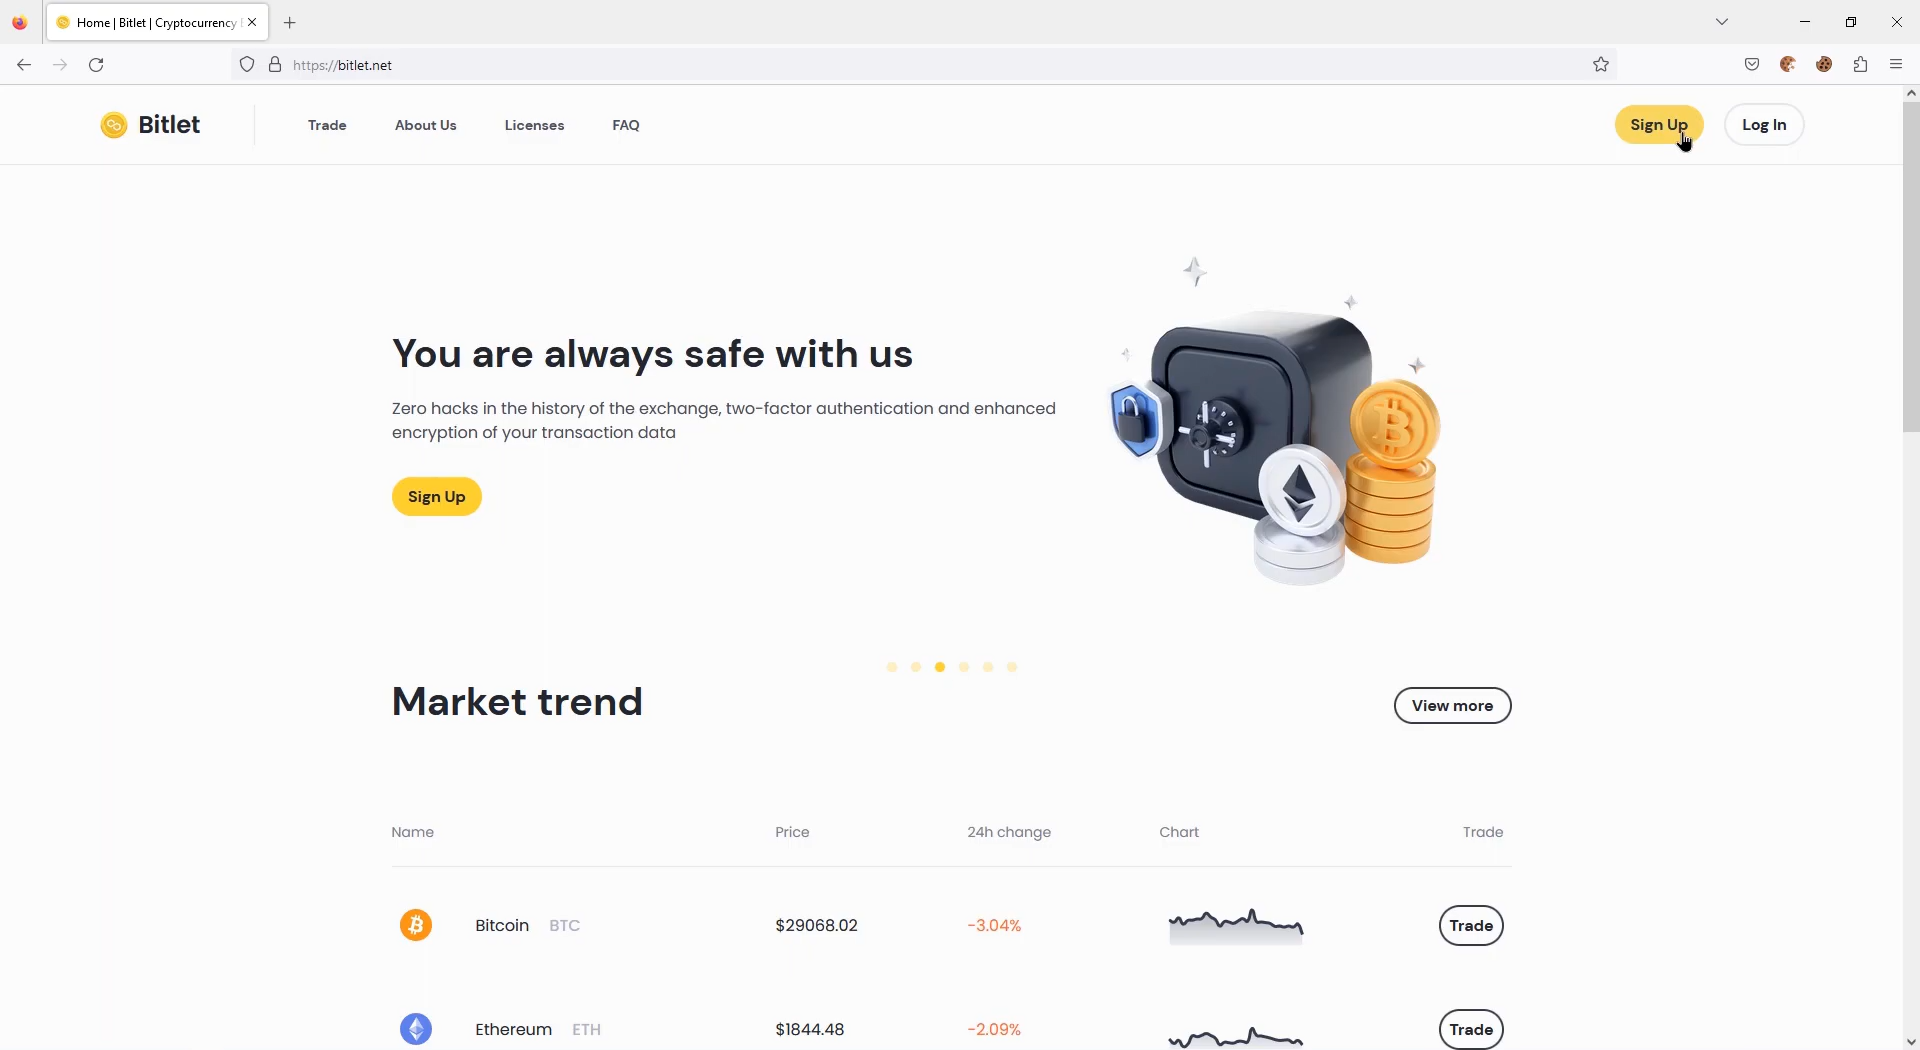 Home | Bitlet | Cryptocurrency
https://bitlet.net
Bitlet
Trade
About Us
Licenses
FAQ
Sign Up
Log In
You are always safe with us
Zero hacks in the history of the exchange, two-factor authentication and enhanced
encryption of your transaction data
Sign Up
Market trend
View more
Name
Price
24h change
Chart
Trade
Bitcoin BTC
$29068.02
-3.04%
Trade
Ethereum ETH
$1844.48
-2.09%
Trade